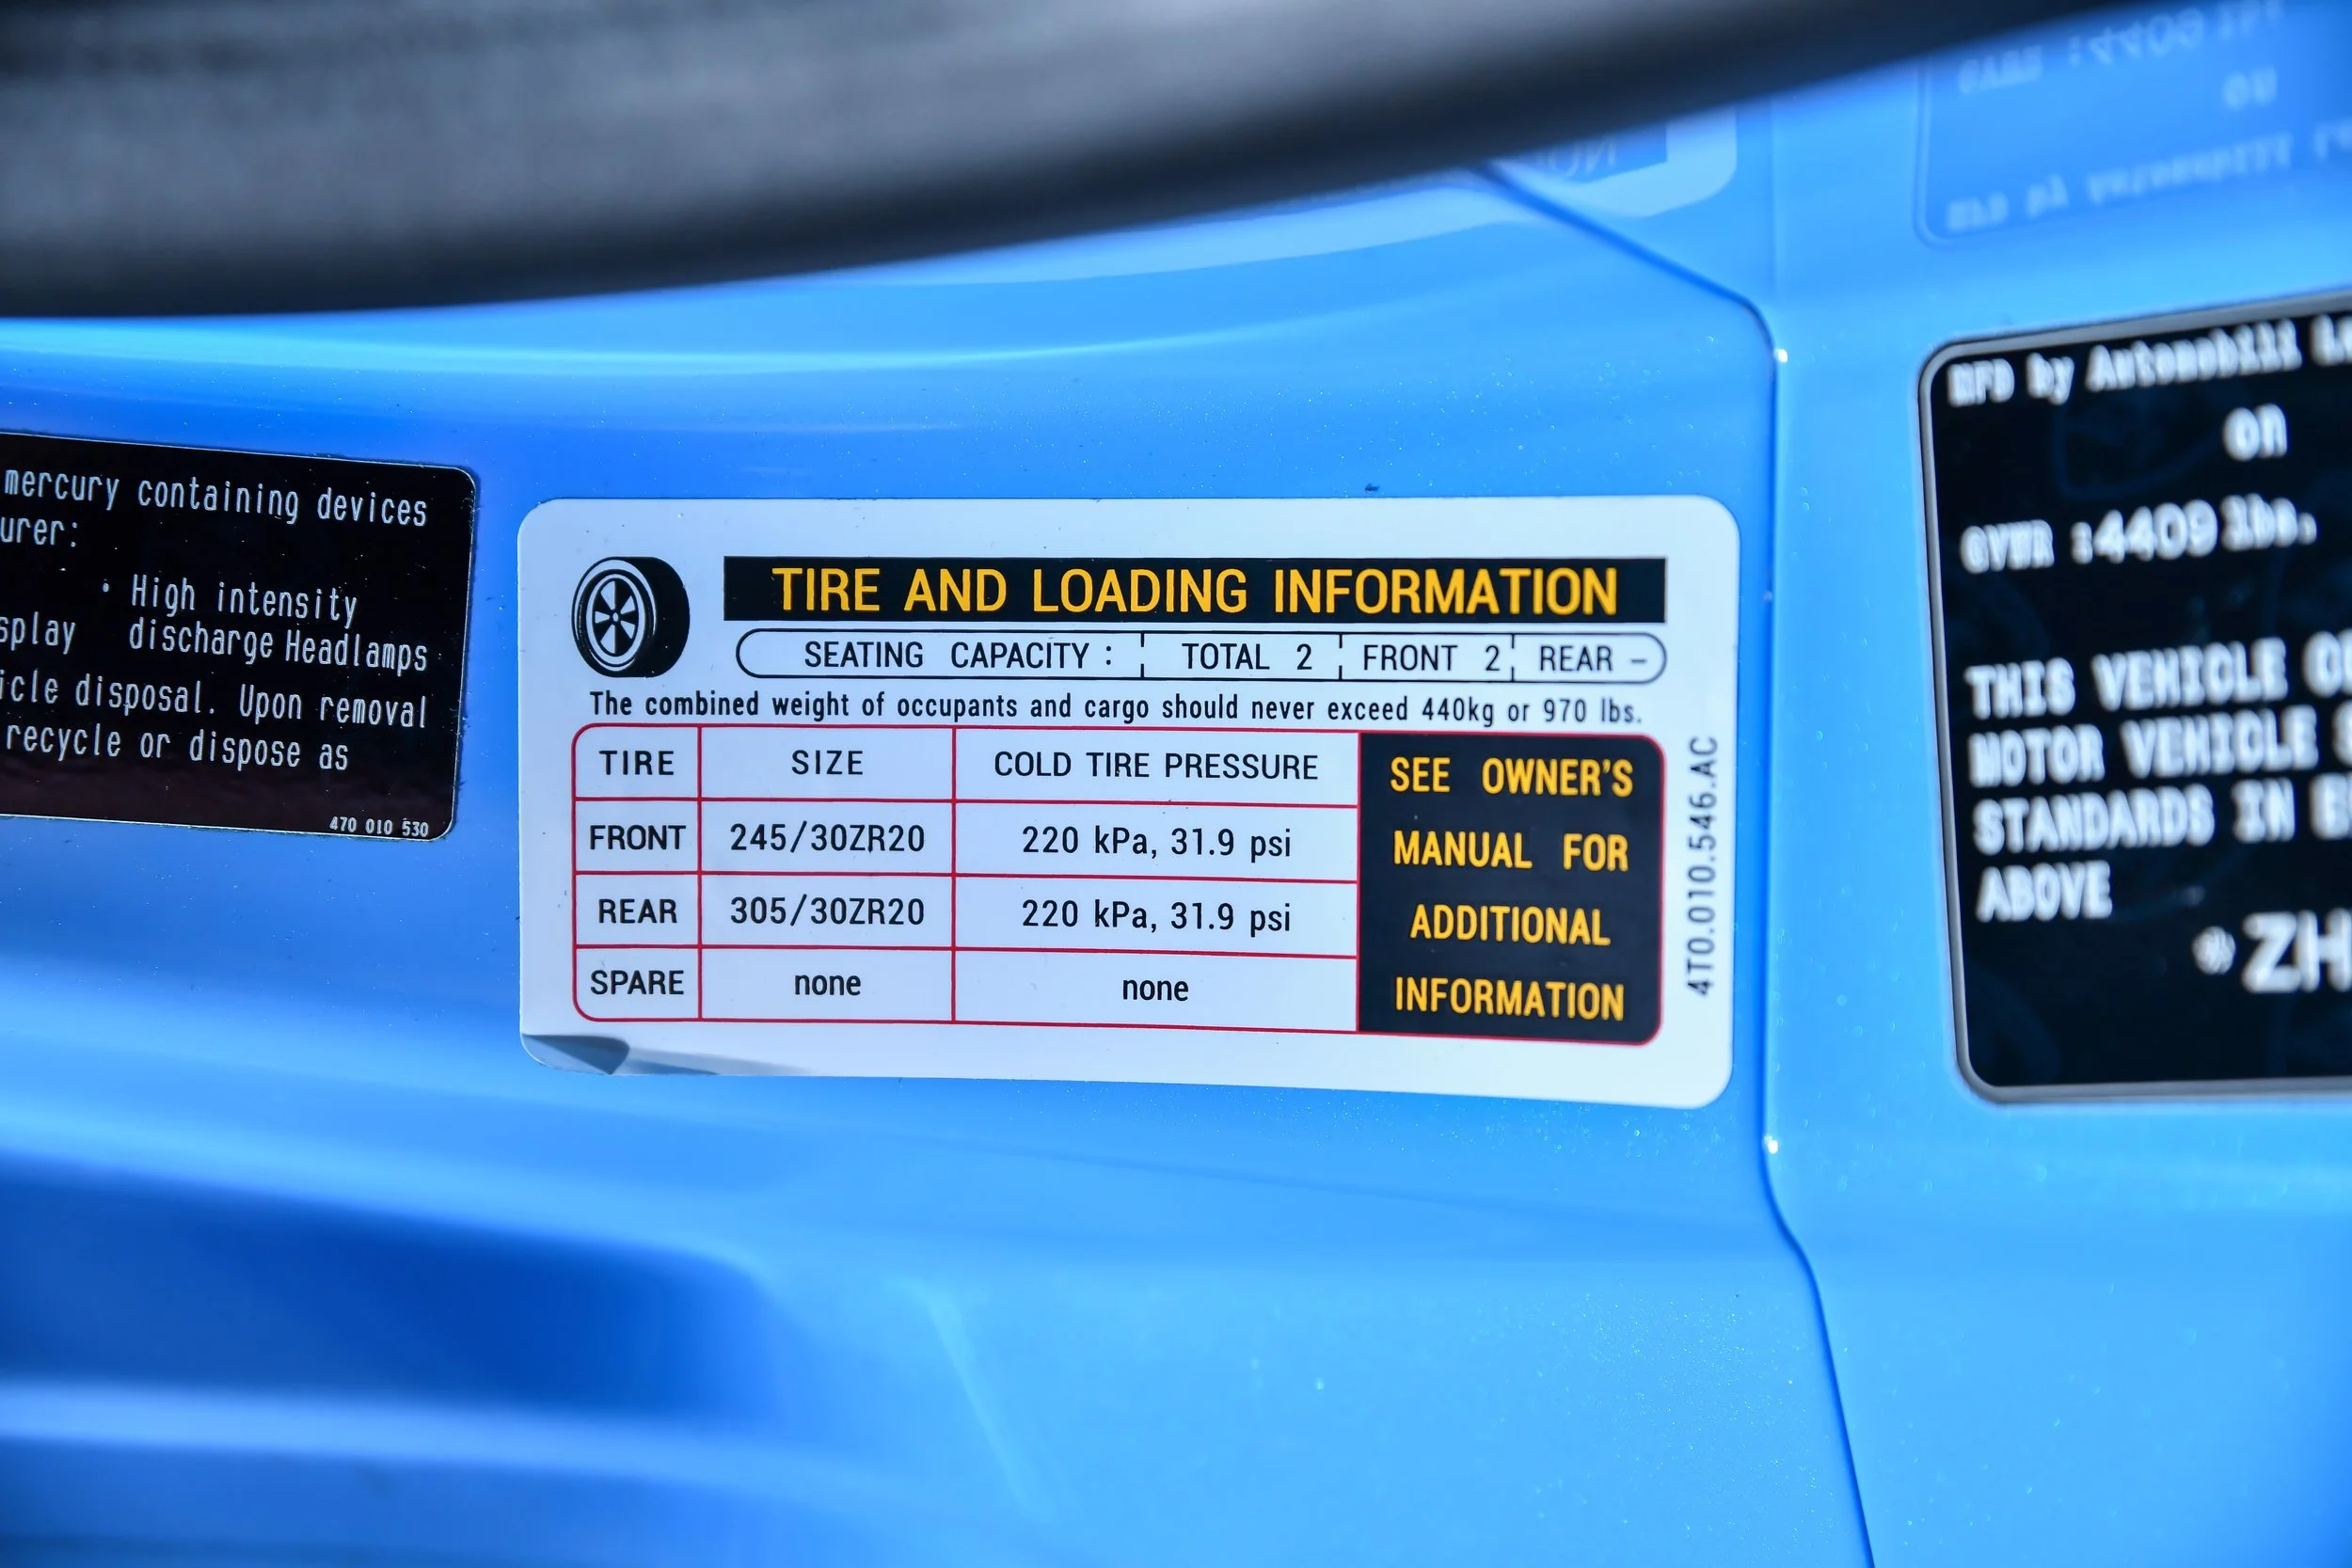 mercury containing devices
urer:
• High intensity
splay discharge Headlamps
icle disposal. Upon removal
recycle or dispose as
470 010 530
TIRE AND LOADING INFORMATION
SEATING CAPACITY : TOTAL 2 FRONT 2 REAR –
The combined weight of occupants and cargo should never exceed 440kg or 970 lbs.
TIRE SIZE COLD TIRE PRESSURE
FRONT 245/30ZR20 220 kPa, 31.9 psi
REAR 305/30ZR20 220 kPa, 31.9 psi
SPARE none none
SEE OWNER'S
MANUAL FOR
ADDITIONAL
INFORMATION
4T0.010.546.AC
MFD by Automobili
on
GVWR :4409 lbs.
THIS VEHICLE
MOTOR VEHICLE
STANDARDS IN
ABOVE
*ZH